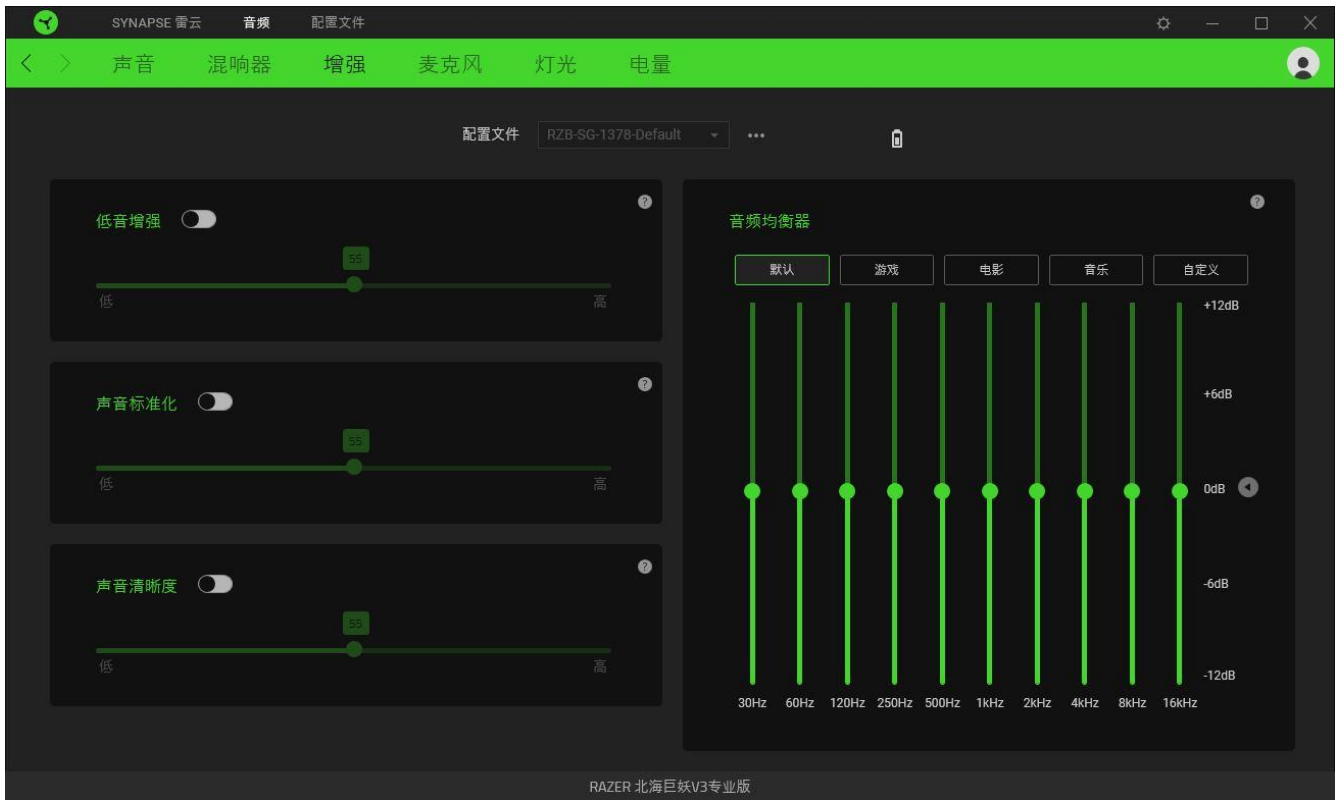 SYNAPSE 雷云 音频 配置文件
声音 混响器 增强 麦克风 灯光 电量
配置文件 RZB-SG-1378-Default
低音增强
55
低 高
声音标准化
55
低 高
声音清晰度
55
低 高
音频均衡器
默认 游戏 电影 音乐 自定义
+12dB
+6dB
0dB
-6dB
-12dB
30Hz 60Hz 120Hz 250Hz 500Hz 1kHz 2kHz 4kHz 8kHz 16kHz
RAZER 北海巨妖V3专业版